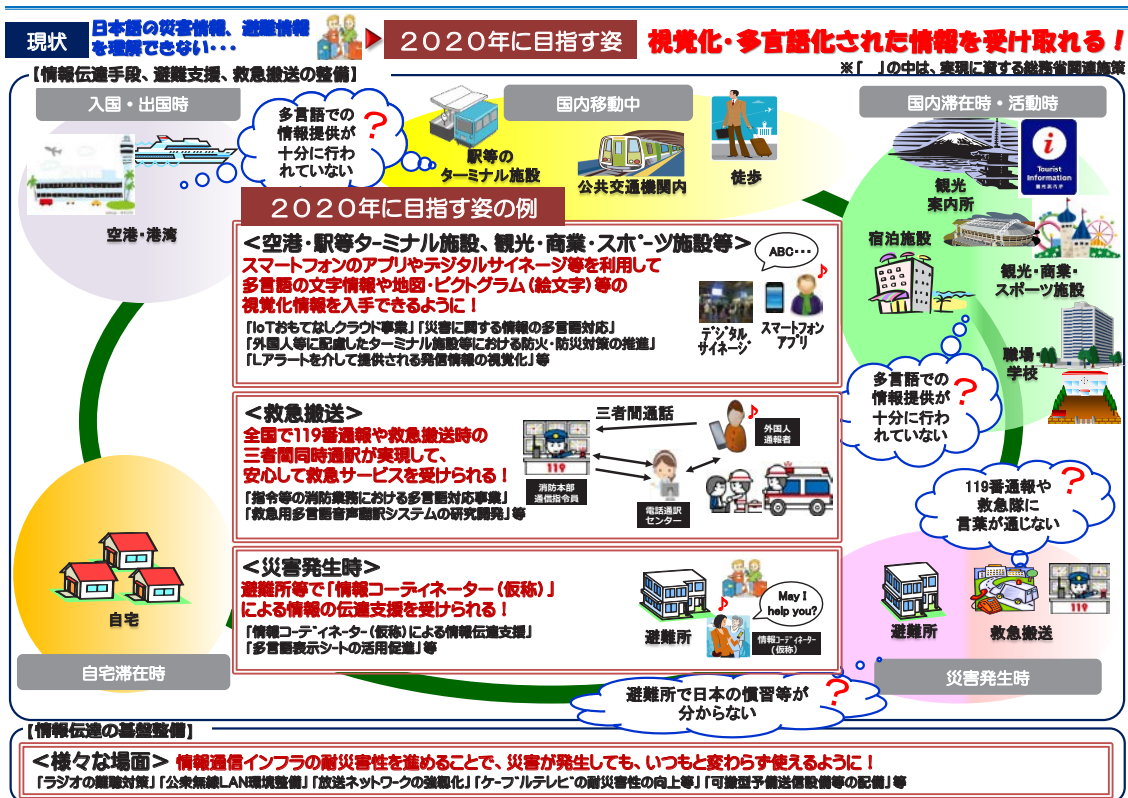 現状
日本語の災害情報、避難情報
を理解できない・・・
2020年に目指す姿
視覚化・多言語化された情報を受け取れる!
※「　」の中は、実現に資する総務省関連施策
【情報伝達手段、避難支援、救急搬送の整備】
入国・出国時
多言語での
情報提供が
十分に行わ
れていない
?
国内移動中
国内滞在時・活動時
駅等の
ターミナル施設
公共交通機関内
徒歩
空港・港湾
i
Tourist
Information
観光案内所
観光
案内所
宿泊施設
観光・商業・
スポーツ施設
職場・
学校
2020年に目指す姿の例
<空港・駅等ターミナル施設、観光・商業・スポーツ施設等>
スマートフォンのアプリやデジタルサイネージ等を利用して
多言語の文字情報や地図・ピクトグラム(絵文字)等の
視覚化情報を入手できるように!
「IoTおもてなしクラウド事業」「災害に関する情報の多言語対応」
「外国人等に配慮したターミナル施設等における防火・防災対策の推進」
「Lアラートを介して提供される発信情報の視覚化」等
ABC・・・
デジタル
サイネージ
スマートフォン
アプリ
多言語での
情報提供が
十分に行わ
れていない
?
<救急搬送>
全国で119番通報や救急搬送時の
三者間同時通訳が実現して、
安心して救急サービスを受けられる!
「指令等の消防業務における多言語対応事業」
「救急用多言語音声翻訳システムの研究開発」等
三者間通話
119
消防本部
通信指令員
外国人
通報者
電話通訳
センター
119番通報や
救急隊に
言葉が通じない
?
<災害発生時>
避難所等で「情報コーディネーター(仮称)」
による情報の伝達支援を受けられる!
「情報コーディネーター(仮称)による情報伝達支援」
「多言語表示シートの活用促進」等
避難所
May I
help you?
情報コーディネーター
(仮称)
避難所
119
救急搬送
災害発生時
自宅
自宅滞在時
避難所で日本の慣習等が
分からない
?
【情報伝達の基盤整備】
<様々な場面> 情報通信インフラの耐災害性を進めることで、災害が発生しても、いつもと変わらず使えるように!
「ラジオの難聴対策」「公衆無線LAN環境整備」「放送ネットワークの強靱化」「ケーブルテレビの耐災害性の向上等」「可搬型予備送信設備等の配備」等